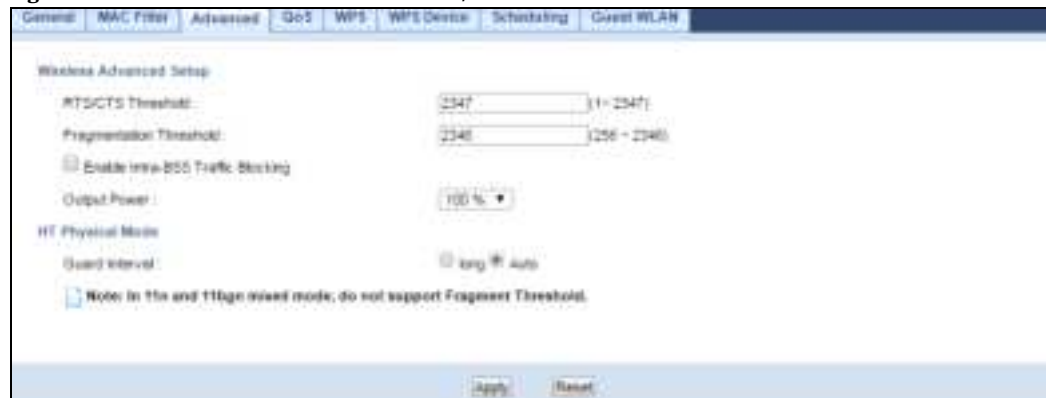 General MAC Filter Advanced QoS WPS WPS Device Scheduling Guest WLAN
Wireless Advanced Setup
RTS/CTS Threshold: 2347 (1~ 2347)
Fragmentation Threshold: 2346 (256 ~ 2346)
Enable Intra-BSS Traffic Blocking
Output Power : 100 %
HT Physical Mode
Guard Interval: long Auto
Note: In 11n and 11bgn mixed mode, do not support Fragment Threshold.
Apply Reset